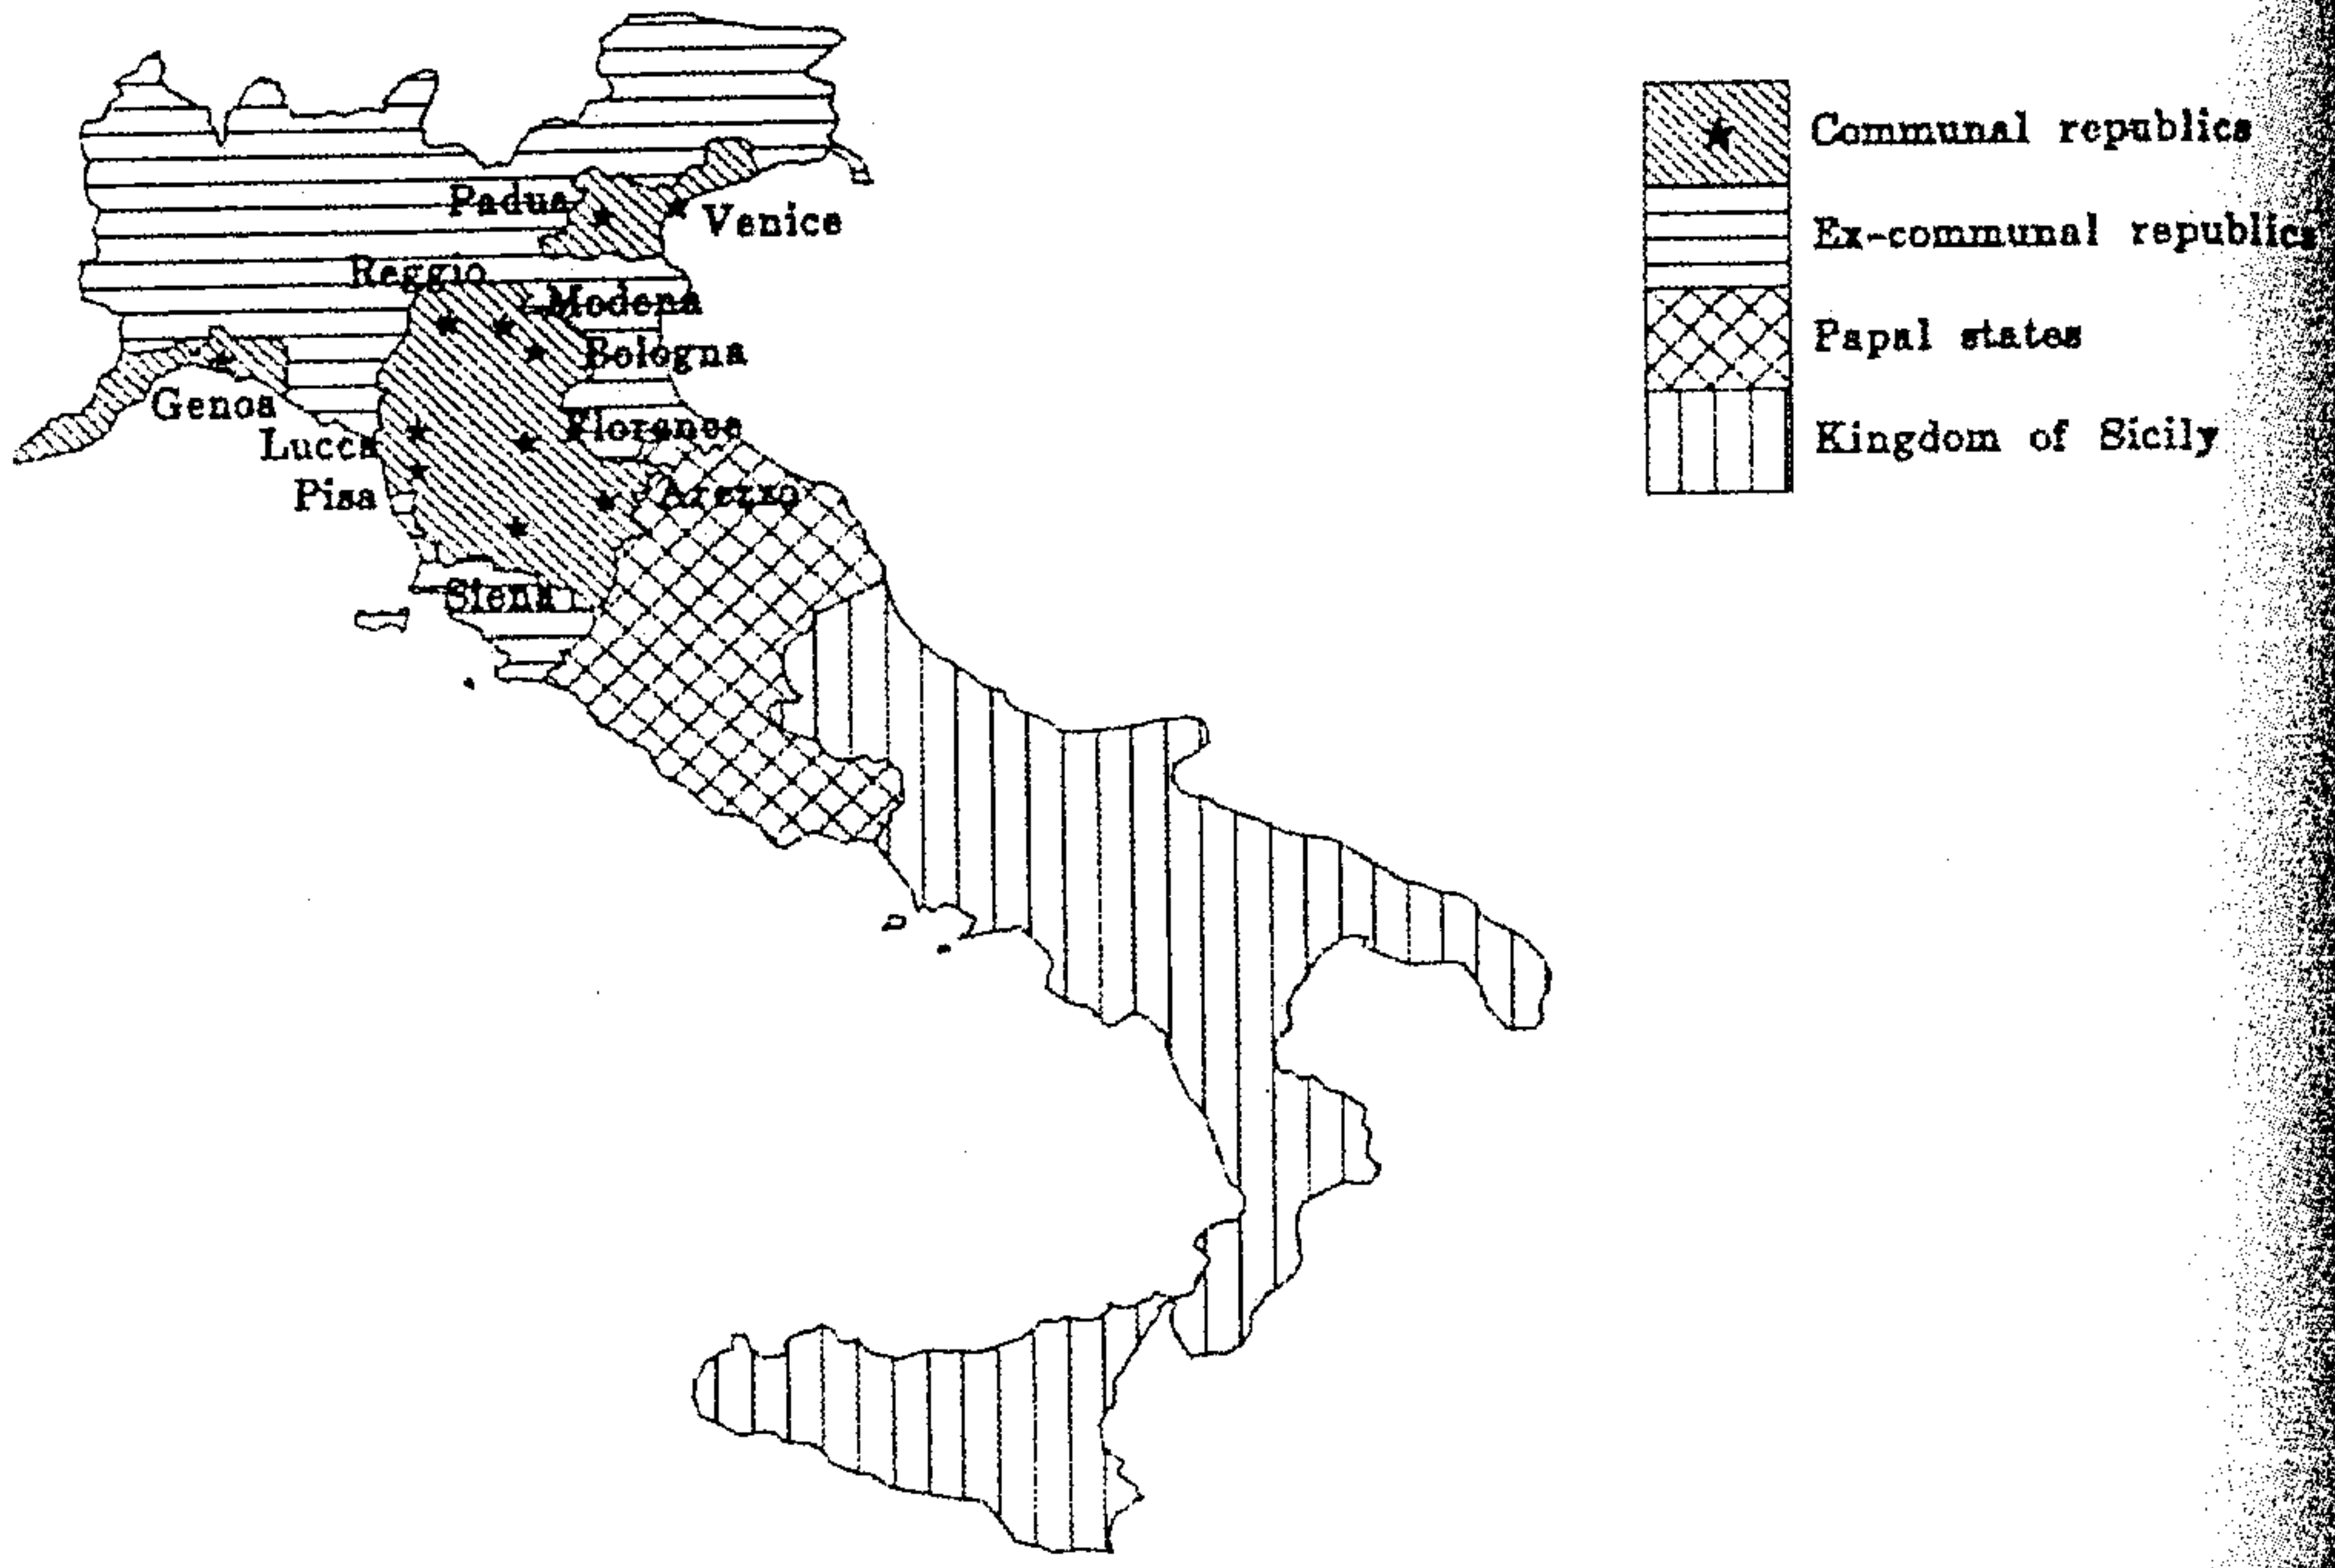 Padua
Venice
Reggio
Modena
Bologna
Genoa
Florence
Lucca
Pisa
Arezzo
Siena
Communal republics
Ex-communal republics
Papal states
Kingdom of Sicily